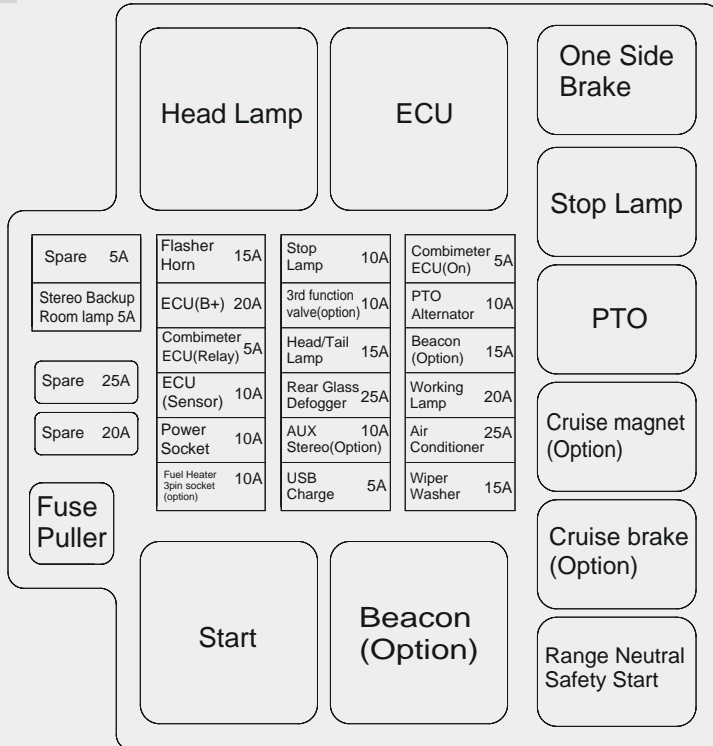 Head Lamp
ECU
One Side
Brake
Stop Lamp
PTO
Cruise magnet
(Option)
Cruise brake
(Option)
Range Neutral
Safety Start
Spare 5A
Stereo Backup
Room lamp 5A
Spare 25A
Spare 20A
Fuse
Puller
Flasher
Horn 15A
ECU(B+) 20A
Combimeter
ECU(Relay) 5A
ECU
(Sensor) 10A
Power
Socket 10A
Fuel Heater
3pin socket 10A
(option)
Stop
Lamp 10A
3rd function
valve(option) 10A
Head/Tail
Lamp 15A
Rear Glass
Defogger 25A
AUX 10A
Stereo(Option)
USB
Charge 5A
Combimeter
ECU(On) 5A
PTO
Alternator 10A
Beacon
(Option) 15A
Working
Lamp 20A
Air 25A
Conditioner
Wiper
Washer 15A
Start
Beacon
(Option)